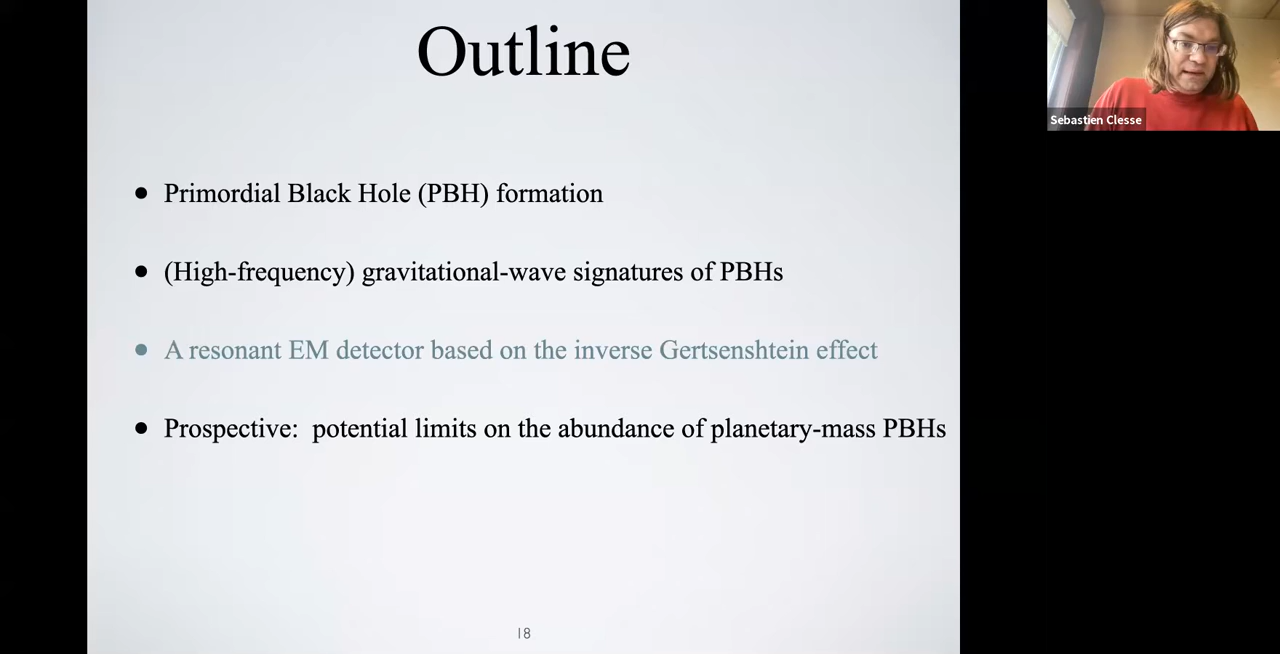 Outline
Sebastien Clesse
• Primordial Black Hole (PBH) formation
• (High-frequency) gravitational-wave signatures of PBHs
• A resonant EM detector based on the inverse Gertsenshtein effect
• Prospective:  potential limits on the abundance of planetary-mass PBHs
18